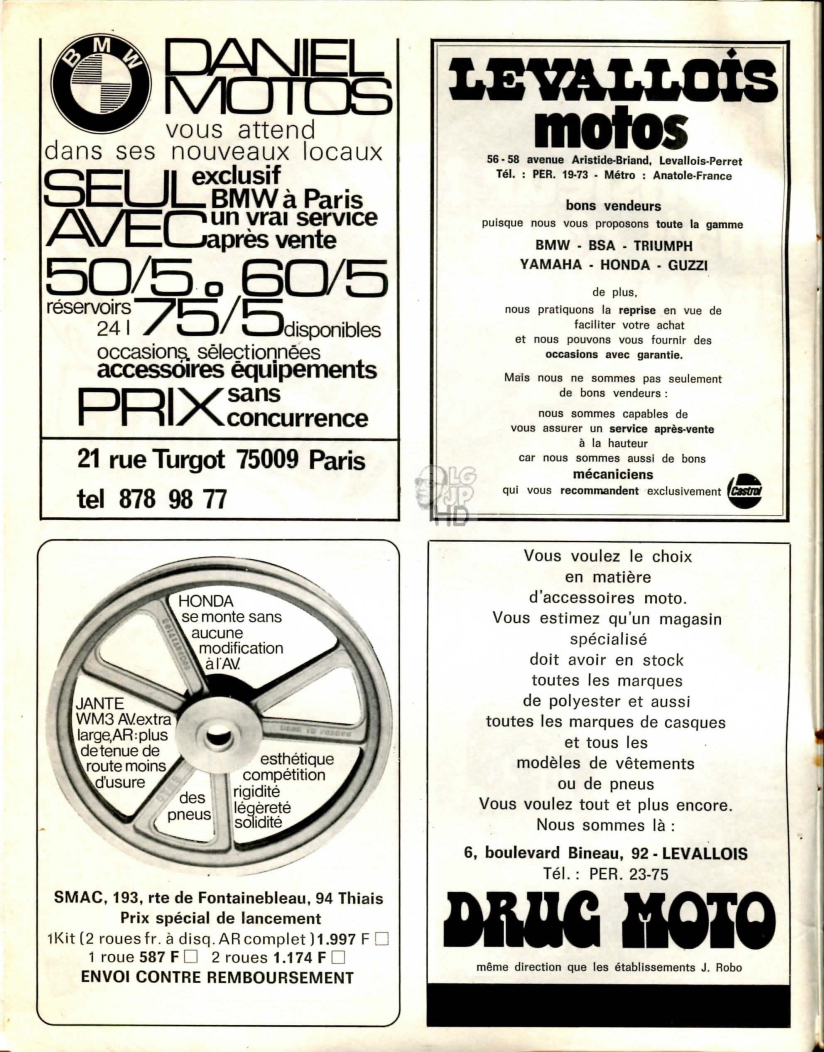 BMW
DANIEL
MOTOS
vous attend
dans ses nouveaux locaux
SEUL exclusif
BMW à Paris
AVEC un vrai service
après vente
50/5 o 60/5
réservoirs
24 l 75/5 disponibles
occasions sélectionnées
accessoires équipements
PRIX sans
concurrence
21 rue Turgot 75009 Paris
tel 878 98 77
LEVALLOIS
motos
56 - 58 avenue Aristide-Briand, Levallois-Perret
Tél. : PER. 19-73 - Métro : Anatole-France
bons vendeurs
puisque nous vous proposons toute la gamme
BMW - BSA - TRIUMPH
YAMAHA - HONDA - GUZZI
de plus,
nous pratiquons la reprise en vue de
faciliter votre achat
et nous pouvons vous fournir des
occasions avec garantie.
Maïs nous ne sommes pas seulement
de bons vendeurs :
nous sommes capables de
vous assurer un service après-vente
à la hauteur
car nous sommes aussi de bons
mécaniciens
qui vous recommandent exclusivement Castrol
LG
JP
HD
HONDA
se monte sans
aucune
modification
à l'AV.
JANTE
WM3 AV.extra
large,AR:plus
de tenue de
route moins
d'usure
des
pneus
esthétique
compétition
rigidité
légèreté
solidité
SMAC, 193, rte de Fontainebleau, 94 Thiais
Prix spécial de lancement
1Kit (2 roues fr. à disq. AR complet ) 1.997 F □
1 roue 587 F □ 2 roues 1.174 F □
ENVOI CONTRE REMBOURSEMENT
Vous voulez le choix
en matière
d'accessoires moto.
Vous estimez qu'un magasin
spécialisé
doit avoir en stock
toutes les marques
de polyester et aussi
toutes les marques de casques
et tous les
modèles de vêtements
ou de pneus
Vous voulez tout et plus encore.
Nous sommes là :
6, boulevard Bineau, 92 - LEVALLOIS
Tél. : PER. 23-75
DRUG MOTO
même direction que les établissements J. Robo